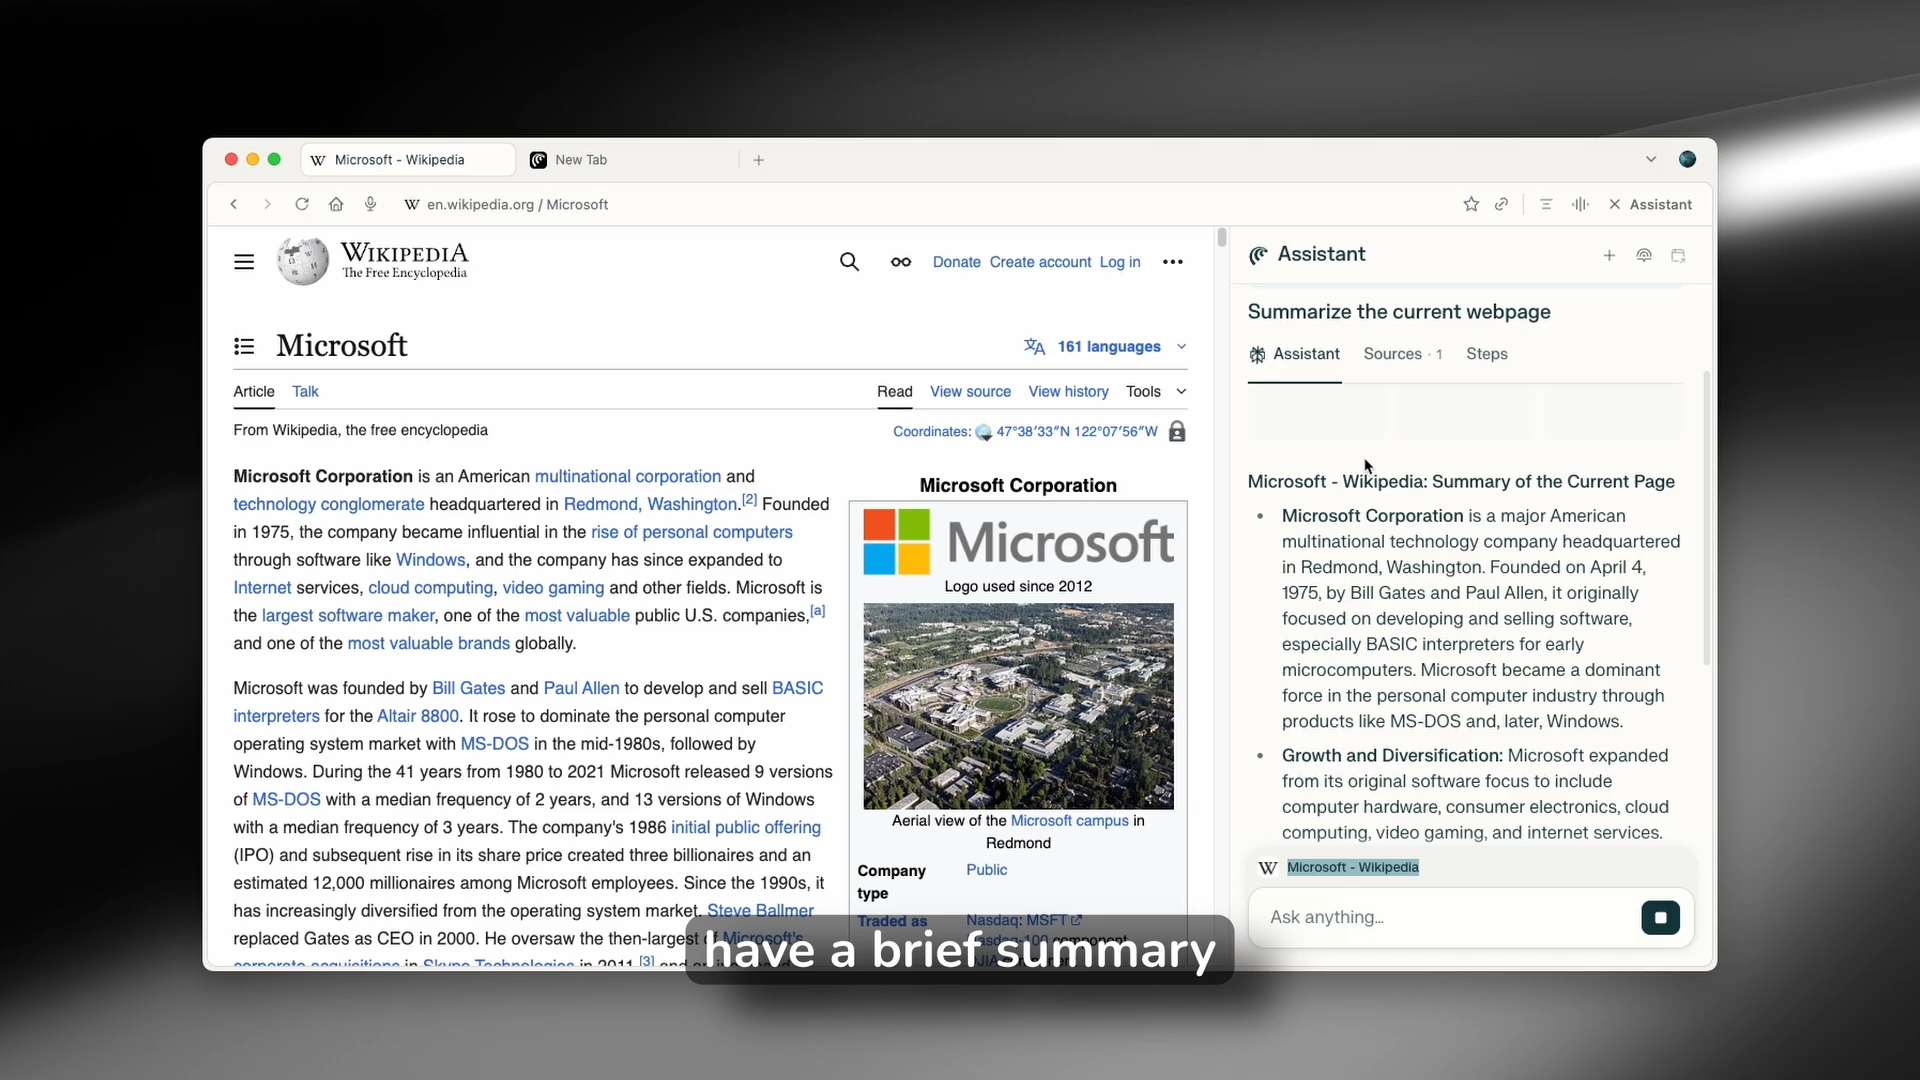 Microsoft - Wikipedia
New Tab
en.wikipedia.org / Microsoft
Assistant
WIKIPEDIA
The Free Encyclopedia
Donate Create account Log in
Microsoft
161 languages
Article Talk
Read View source View history Tools
From Wikipedia, the free encyclopedia
Coordinates: 47°38′33″N 122°07′56″W
Microsoft Corporation is an American multinational corporation and
technology conglomerate headquartered in Redmond, Washington.[2] Founded
in 1975, the company became influential in the rise of personal computers
through software like Windows, and the company has since expanded to
Internet services, cloud computing, video gaming and other fields. Microsoft is
the largest software maker, one of the most valuable public U.S. companies,[a]
and one of the most valuable brands globally.
Microsoft was founded by Bill Gates and Paul Allen to develop and sell BASIC
interpreters for the Altair 8800. It rose to dominate the personal computer
operating system market with MS-DOS in the mid-1980s, followed by
Windows. During the 41 years from 1980 to 2021 Microsoft released 9 versions
of MS-DOS with a median frequency of 2 years, and 13 versions of Windows
with a median frequency of 3 years. The company's 1986 initial public offering
(IPO) and subsequent rise in its share price created three billionaires and an
estimated 12,000 millionaires among Microsoft employees. Since the 1990s, it
has increasingly diversified from the operating system market. Steve Ballmer
replaced Gates as CEO in 2000. He oversaw the then-largest of Microsoft's
corporate acquisitions in Skype Technologies in 2011,[3] and
Microsoft Corporation
Microsoft
Logo used since 2012
Aerial view of the Microsoft campus in
Redmond
Company
type
Public
Traded as
Nasdaq: MSFT
Nasdaq-100 component
Assistant
Summarize the current webpage
Assistant Sources · 1 Steps
Microsoft - Wikipedia: Summary of the Current Page
• Microsoft Corporation is a major American
multinational technology company headquartered
in Redmond, Washington. Founded on April 4,
1975, by Bill Gates and Paul Allen, it originally
focused on developing and selling software,
especially BASIC interpreters for early
microcomputers. Microsoft became a dominant
force in the personal computer industry through
products like MS-DOS and, later, Windows.
• Growth and Diversification: Microsoft expanded
from its original software focus to include
computer hardware, consumer electronics, cloud
computing, video gaming, and internet services.
Microsoft - Wikipedia
Ask anything...
have a brief summary